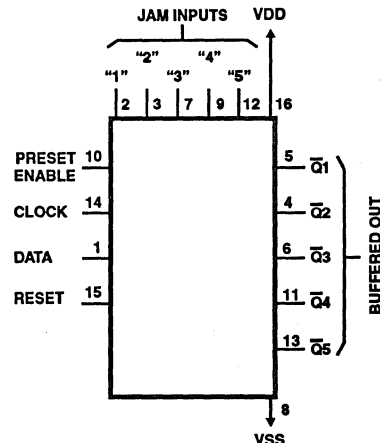 JAM INPUTS
VDD
"1" "2" "3" "4" "5"
2 3 7 9 12 16
PRESET ENABLE 10
CLOCK 14
DATA 1
RESET 15
5 Q̅1
4 Q̅2
6 Q̅3
11 Q̅4
13 Q̅5
BUFFERED OUT
8
VSS